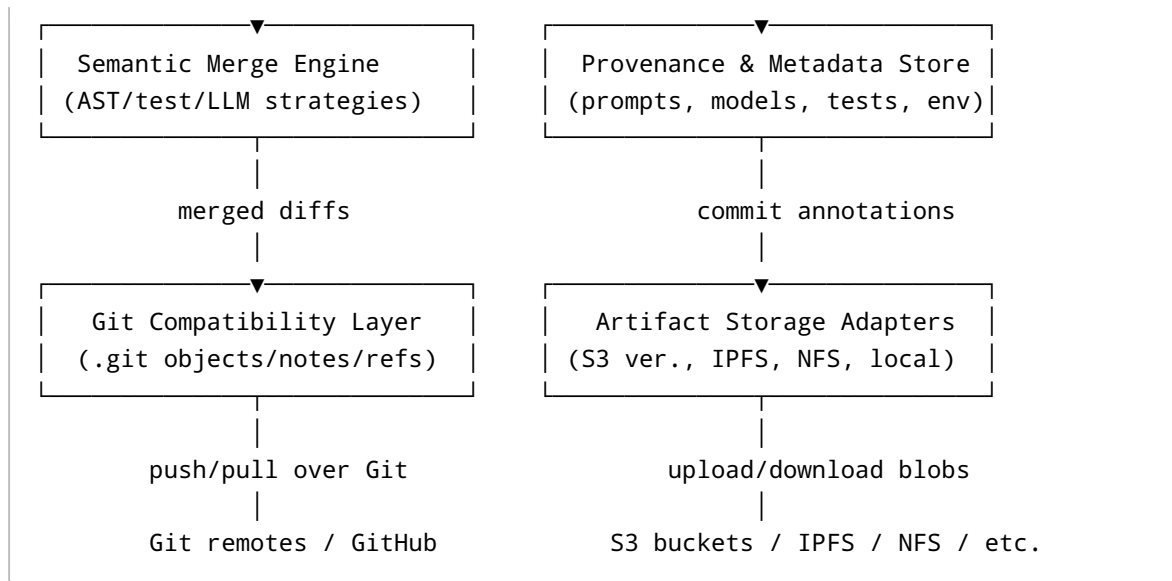 Semantic Merge Engine
(AST/test/LLM strategies)
Provenance & Metadata Store
(prompts, models, tests, env)
merged diffs
commit annotations
Git Compatibility Layer
(.git objects/notes/refs)
Artifact Storage Adapters
(S3 ver., IPFS, NFS, local)
push/pull over Git
upload/download blobs
Git remotes / GitHub
S3 buckets / IPFS / NFS / etc.